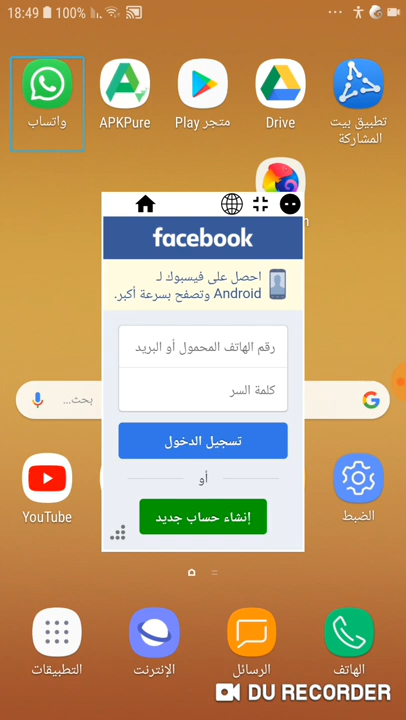 18:49
واتساب
APKPure
متجر Play
Drive
تطبيق بيت
المشاركة
facebook
احصل على فيسبوك لـ
Android وتصفح بسرعة أكبر.
رقم الهاتف المحمول أو البريد
كلمة السر
تسجيل الدخول
أو
إنشاء حساب جديد
بحث...
G
YouTube
الضبط
التطبيقات
الإنترنت
الرسائل
الهاتف
DU RECORDER